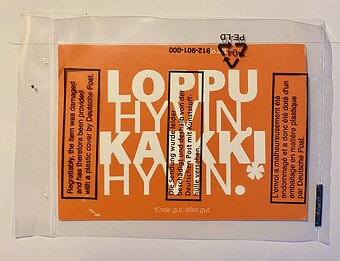 PE-LD
04
912-901-000
LOPPU
HYVIN,
KAIKKI
HYVIN.*
*Ende gut, alles gut
Regrettably, the item was damaged
and has therefore been provided
with a plastic cover by Deutsche Post.
Die Sendung wurde leider
beschädigt und deshalb von der
Deutschen Post mit Kunststoff-
hülle versehen.
L'envoi a malheureusement été
endommagé et a donc été doté d'un
emballage en matière plastique
par Deutsche Post.